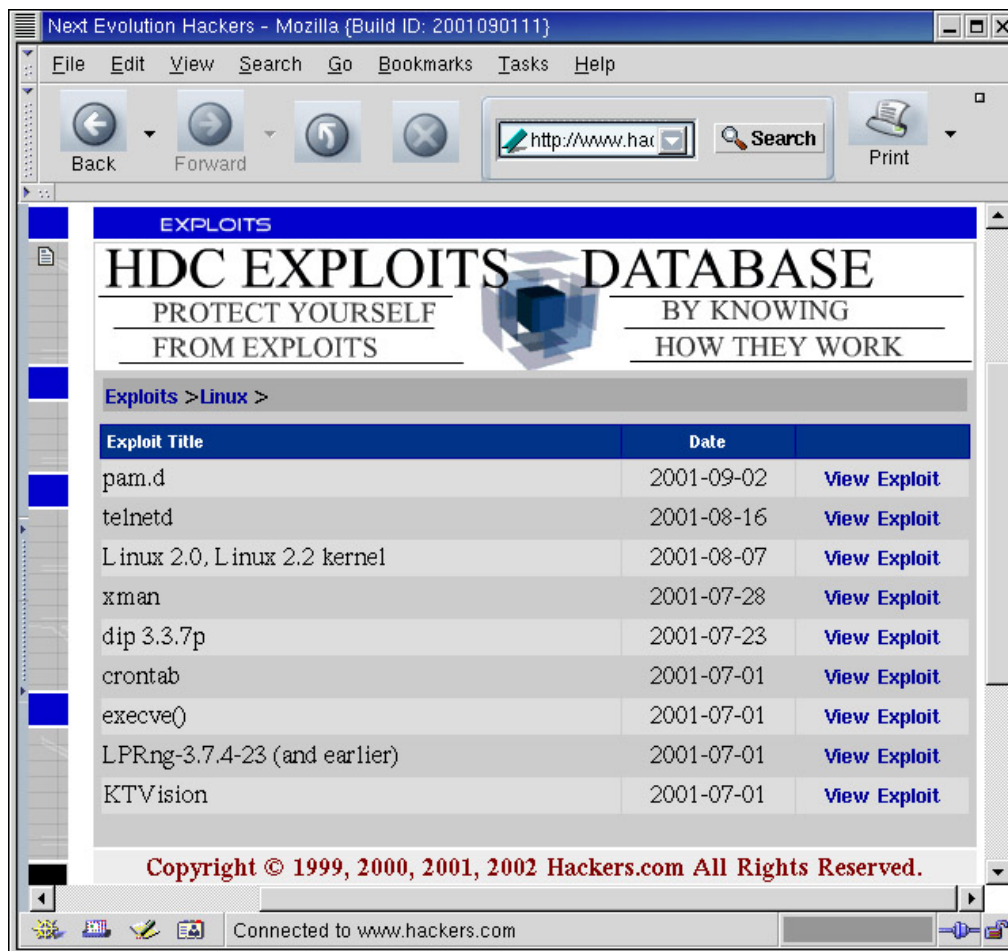 Next Evolution Hackers - Mozilla {Build ID: 2001090111}
File Edit View Search Go Bookmarks Tasks Help
Back Forward http://www.hac Search Print
EXPLOITS
HDC EXPLOITS DATABASE
PROTECT YOURSELF BY KNOWING
FROM EXPLOITS HOW THEY WORK
Exploits >Linux >
Exploit Title Date
pam.d 2001-09-02 View Exploit
telnetd 2001-08-16 View Exploit
Linux 2.0, Linux 2.2 kernel 2001-08-07 View Exploit
xman 2001-07-28 View Exploit
dip 3.3.7p 2001-07-23 View Exploit
crontab 2001-07-01 View Exploit
execve() 2001-07-01 View Exploit
LPRng-3.7.4-23 (and earlier) 2001-07-01 View Exploit
KTVision 2001-07-01 View Exploit
Copyright © 1999, 2000, 2001, 2002 Hackers.com All Rights Reserved.
Connected to www.hackers.com